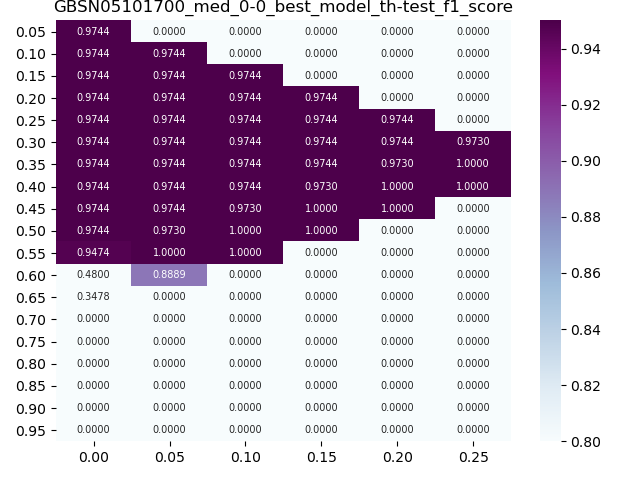 GBSN05101700_med_0-0_best_model_th-test_f1_score
0.05 0.9744 0.0000 0.0000 0.0000 0.0000 0.0000
0.10 0.9744 0.9744 0.0000 0.0000 0.0000 0.0000
0.15 0.9744 0.9744 0.9744 0.0000 0.0000 0.0000
0.20 0.9744 0.9744 0.9744 0.9744 0.0000 0.0000
0.25 0.9744 0.9744 0.9744 0.9744 0.9744 0.0000
0.30 0.9744 0.9744 0.9744 0.9744 0.9744 0.9730
0.35 0.9744 0.9744 0.9744 0.9744 0.9730 1.0000
0.40 0.9744 0.9744 0.9744 0.9730 1.0000 1.0000
0.45 0.9744 0.9744 0.9730 1.0000 1.0000 0.0000
0.50 0.9744 0.9730 1.0000 1.0000 0.0000 0.0000
0.55 0.9474 1.0000 1.0000 0.0000 0.0000 0.0000
0.60 0.4800 0.8889 0.0000 0.0000 0.0000 0.0000
0.65 0.3478 0.0000 0.0000 0.0000 0.0000 0.0000
0.70 0.0000 0.0000 0.0000 0.0000 0.0000 0.0000
0.75 0.0000 0.0000 0.0000 0.0000 0.0000 0.0000
0.80 0.0000 0.0000 0.0000 0.0000 0.0000 0.0000
0.85 0.0000 0.0000 0.0000 0.0000 0.0000 0.0000
0.90 0.0000 0.0000 0.0000 0.0000 0.0000 0.0000
0.95 0.0000 0.0000 0.0000 0.0000 0.0000 0.0000
0.00 0.05 0.10 0.15 0.20 0.25
0.94
0.92
0.90
0.88
0.86
0.84
0.82
0.80